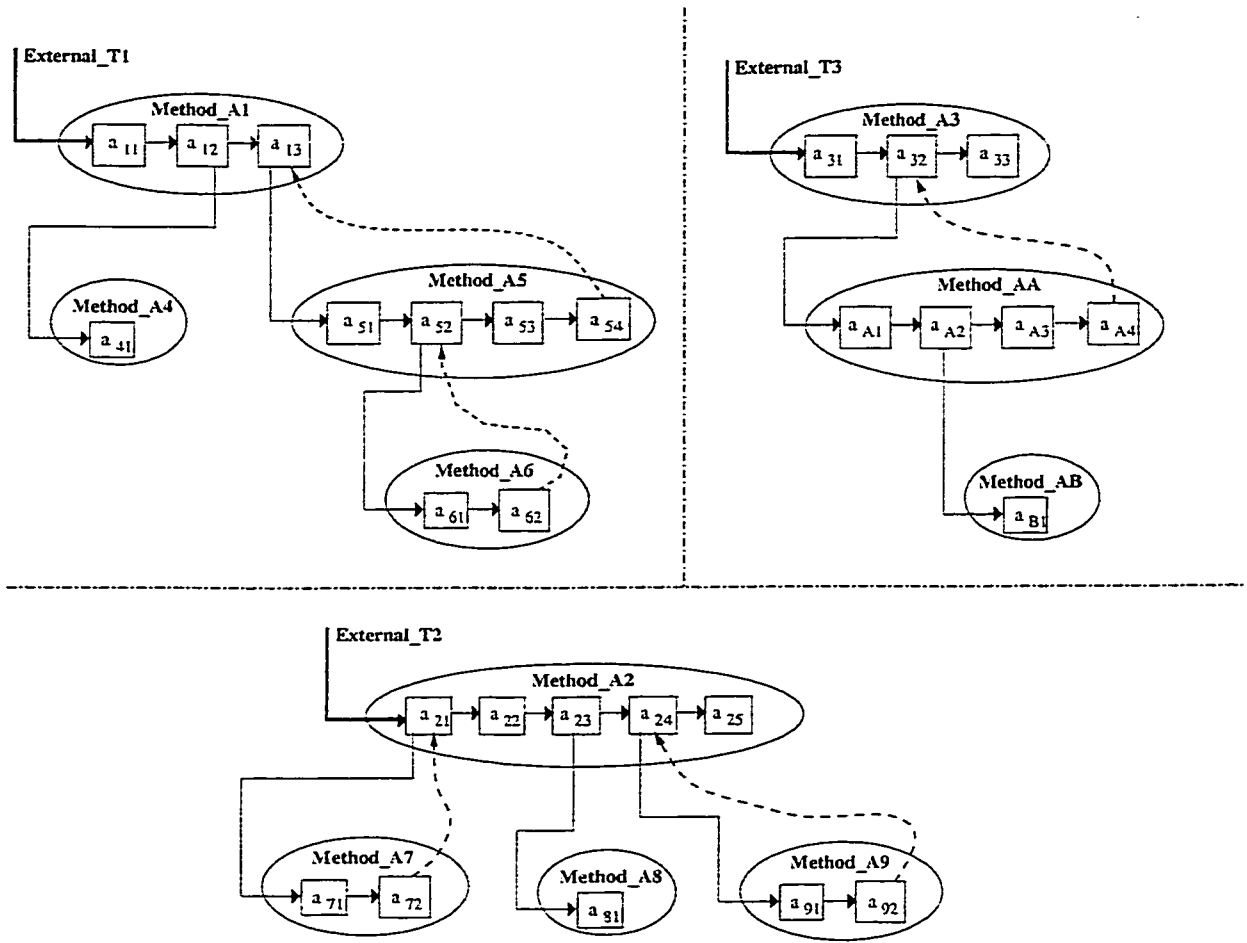 External_T1
Method_A1
a 11 a 12 a 13
Method_A4
a 41
Method_A5
a 51 a 52 a 53 a 54
Method_A6
a 61 a 62
External_T3
Method_A3
a 31 a 32 a 33
Method_AA
a A1 a A2 a A3 a A4
Method_AB
a B1
External_T2
Method_A2
a 21 a 22 a 23 a 24 a 25
Method_A7
a 71 a 72
Method_A8
a 81
Method_A9
a 91 a 92